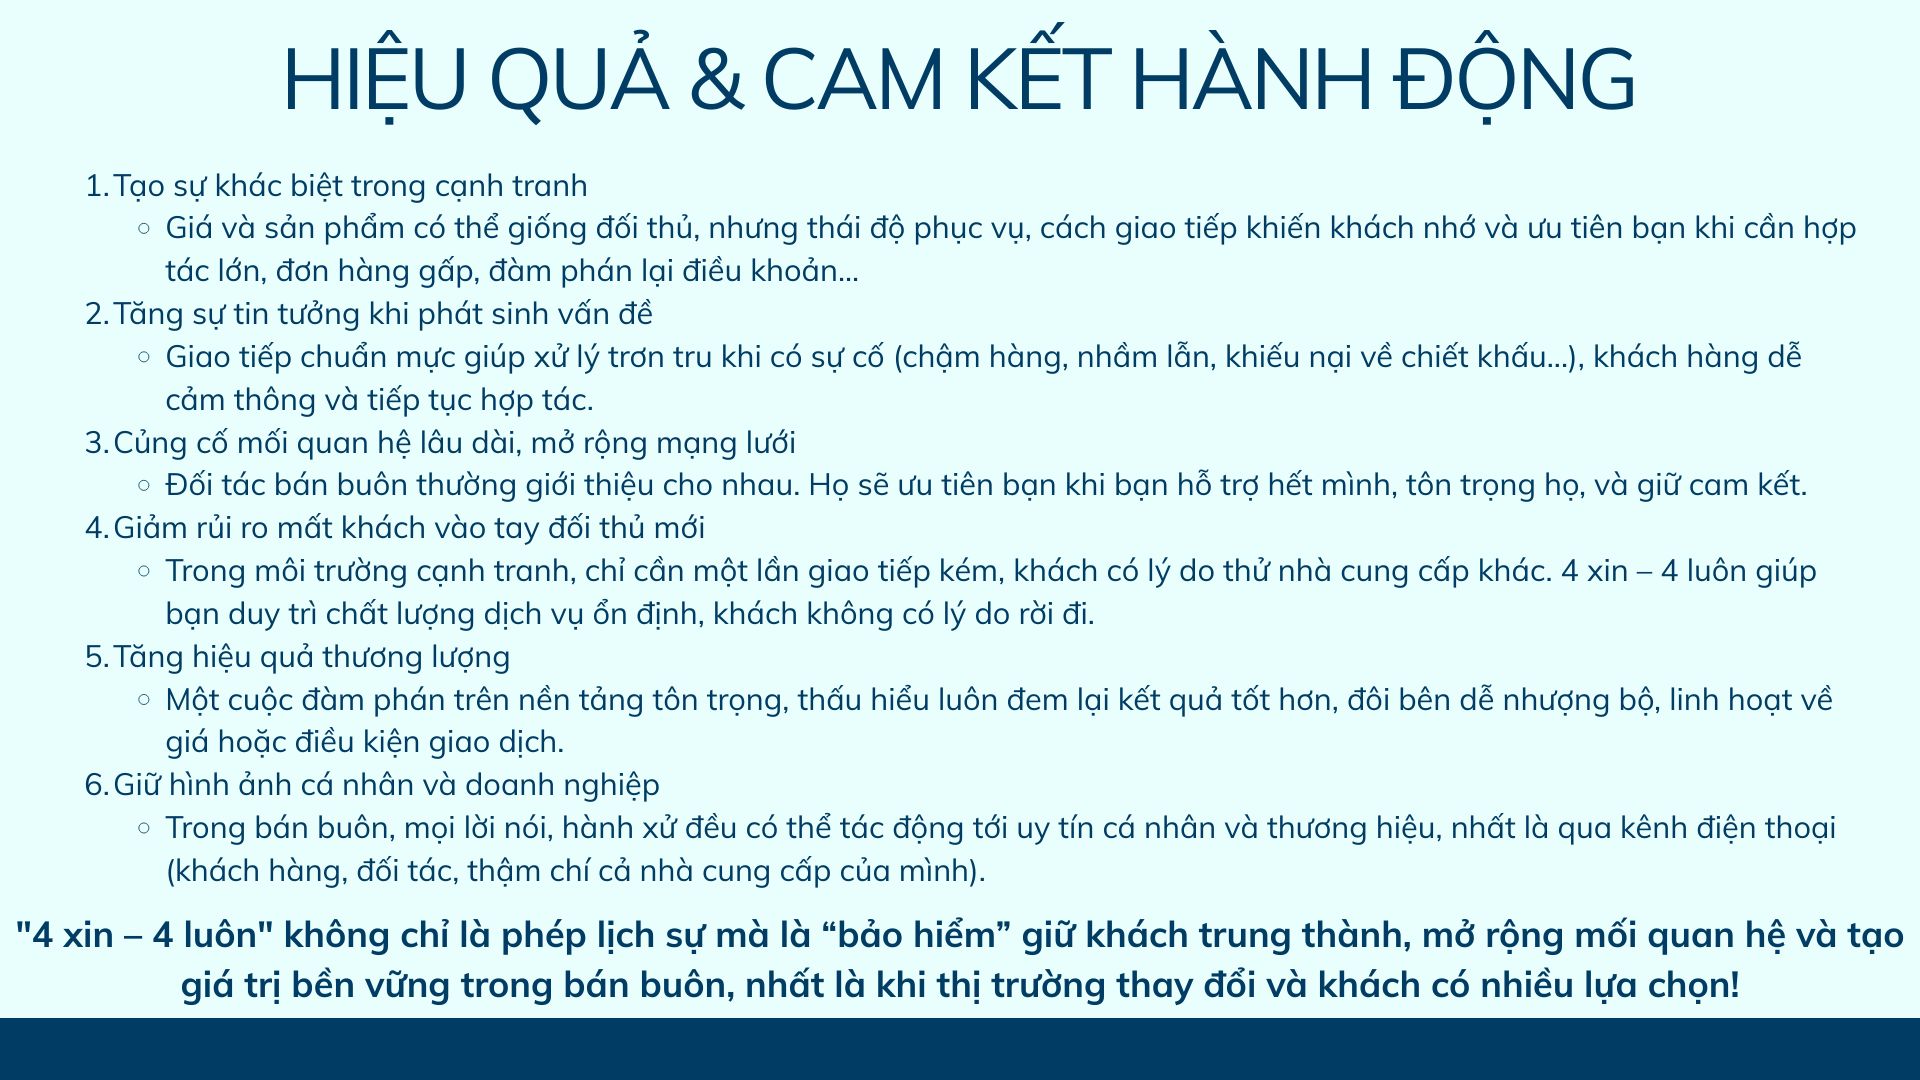 HIỆU QUẢ & CAM KẾT HÀNH ĐỘNG
1. Tạo sự khác biệt trong cạnh tranh
○ Giá và sản phẩm có thể giống đối thủ, nhưng thái độ phục vụ, cách giao tiếp khiến khách nhớ và ưu tiên bạn khi cần hợp
tác lớn, đơn hàng gấp, đàm phán lại điều khoản...
2. Tăng sự tin tưởng khi phát sinh vấn đề
○ Giao tiếp chuẩn mực giúp xử lý trơn tru khi có sự cố (chậm hàng, nhầm lẫn, khiếu nại về chiết khấu...), khách hàng dễ
cảm thông và tiếp tục hợp tác.
3. Củng cố mối quan hệ lâu dài, mở rộng mạng lưới
○ Đối tác bán buôn thường giới thiệu cho nhau. Họ sẽ ưu tiên bạn khi bạn hỗ trợ hết mình, tôn trọng họ, và giữ cam kết.
4. Giảm rủi ro mất khách vào tay đối thủ mới
○ Trong môi trường cạnh tranh, chỉ cần một lần giao tiếp kém, khách có lý do thử nhà cung cấp khác. 4 xin – 4 luôn giúp
bạn duy trì chất lượng dịch vụ ổn định, khách không có lý do rời đi.
5. Tăng hiệu quả thương lượng
○ Một cuộc đàm phán trên nền tảng tôn trọng, thấu hiểu luôn đem lại kết quả tốt hơn, đôi bên dễ nhượng bộ, linh hoạt về
giá hoặc điều kiện giao dịch.
6. Giữ hình ảnh cá nhân và doanh nghiệp
○ Trong bán buôn, mọi lời nói, hành xử đều có thể tác động tới uy tín cá nhân và thương hiệu, nhất là qua kênh điện thoại
(khách hàng, đối tác, thậm chí cả nhà cung cấp của mình).
"4 xin – 4 luôn" không chỉ là phép lịch sự mà là “bảo hiểm” giữ khách trung thành, mở rộng mối quan hệ và tạo
giá trị bền vững trong bán buôn, nhất là khi thị trường thay đổi và khách có nhiều lựa chọn!